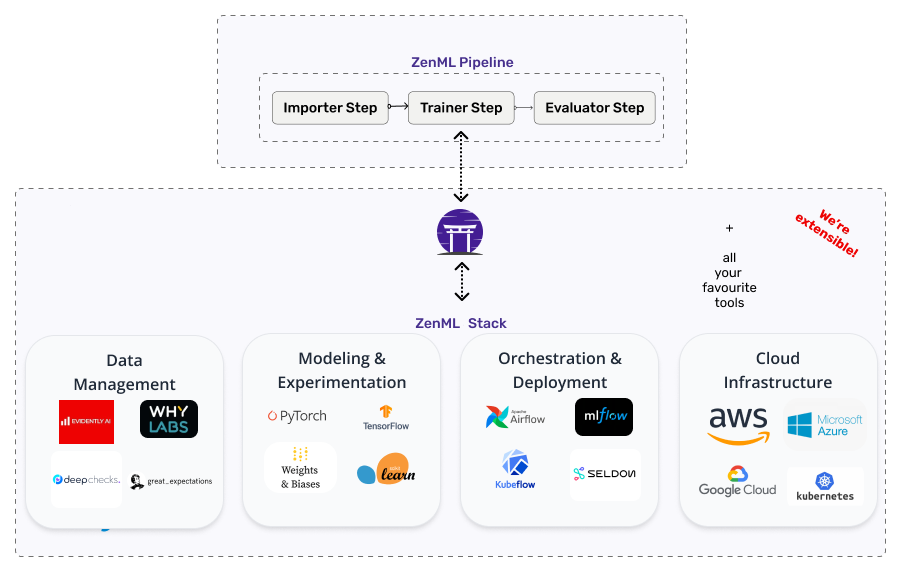 ZenML Pipeline
Importer Step
Trainer Step
Evaluator Step
We're
extensible!
+
all
your
favourite
tools
ZenML Stack
Data
Management
EVIDENTLY AI
WHY
LABS
deepchecks.
great_expectations
Modeling &
Experimentation
PyTorch
TensorFlow
Weights
& Biases
scikit
learn
Orchestration &
Deployment
Apache
Airflow
mlflow
Kubeflow
SELDON
Cloud
Infrastructure
aws
Microsoft
Azure
Google Cloud
kubernetes